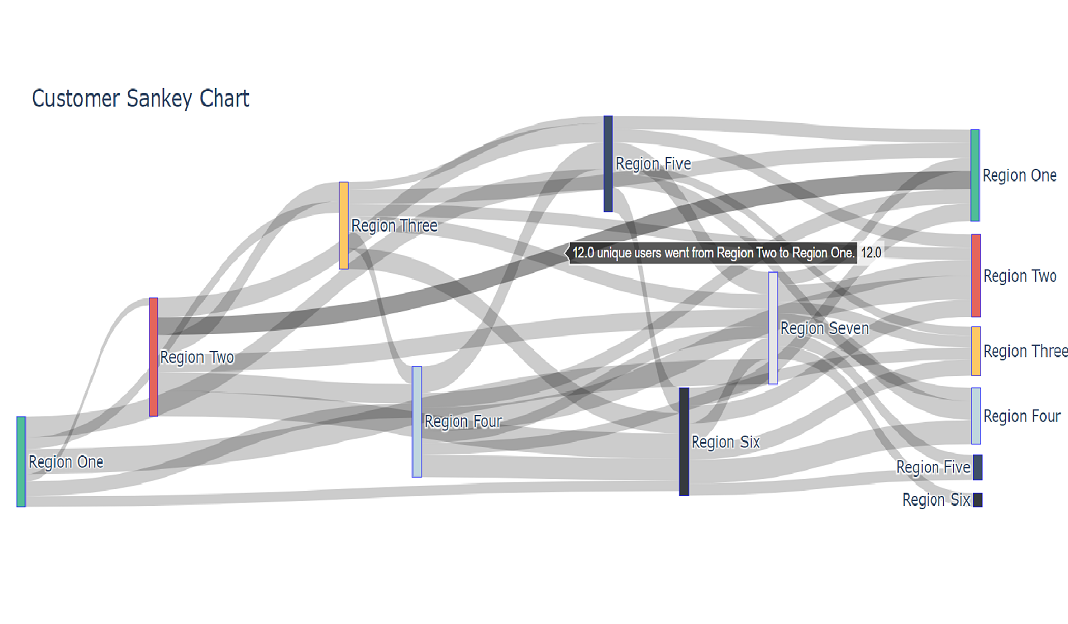 Customer Sankey Chart
Region Five
Region One
Region Three
12.0 unique users went from Region Two to Region One. 12.0
Region Two
Region Seven
Region Two
Region Three
Region Four
Region Four
Region Six
Region One
Region Five
Region Six